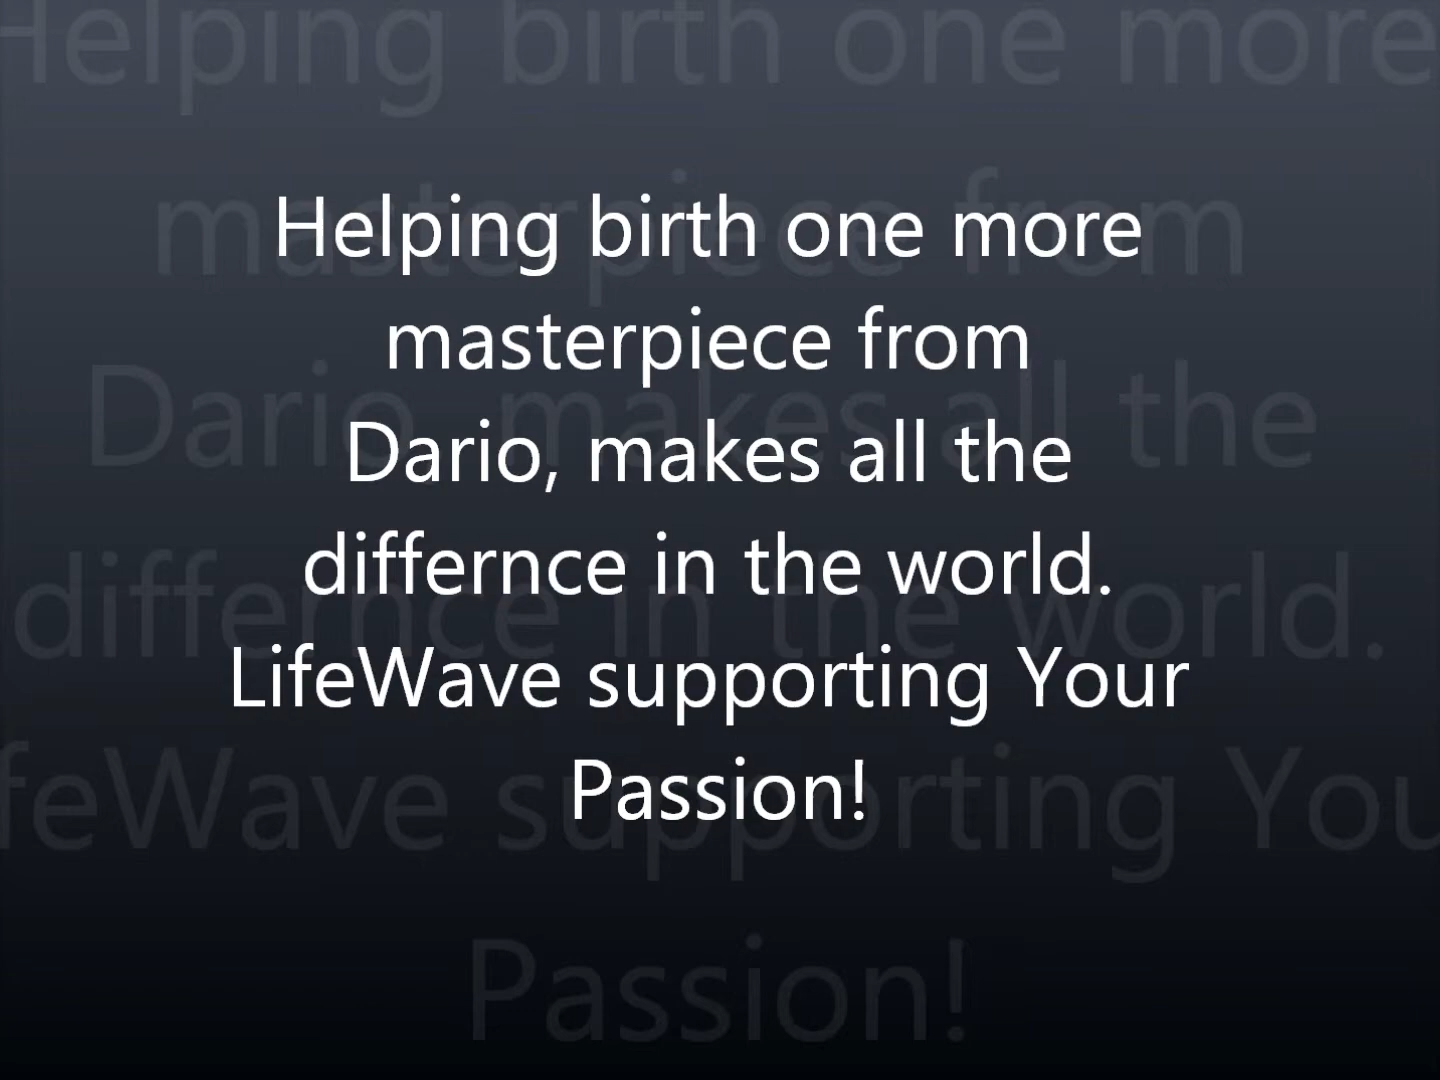 Helping birth one more
masterpiece from
Dario, makes all the
differnce in the world.
LifeWave supporting Your
Passion!